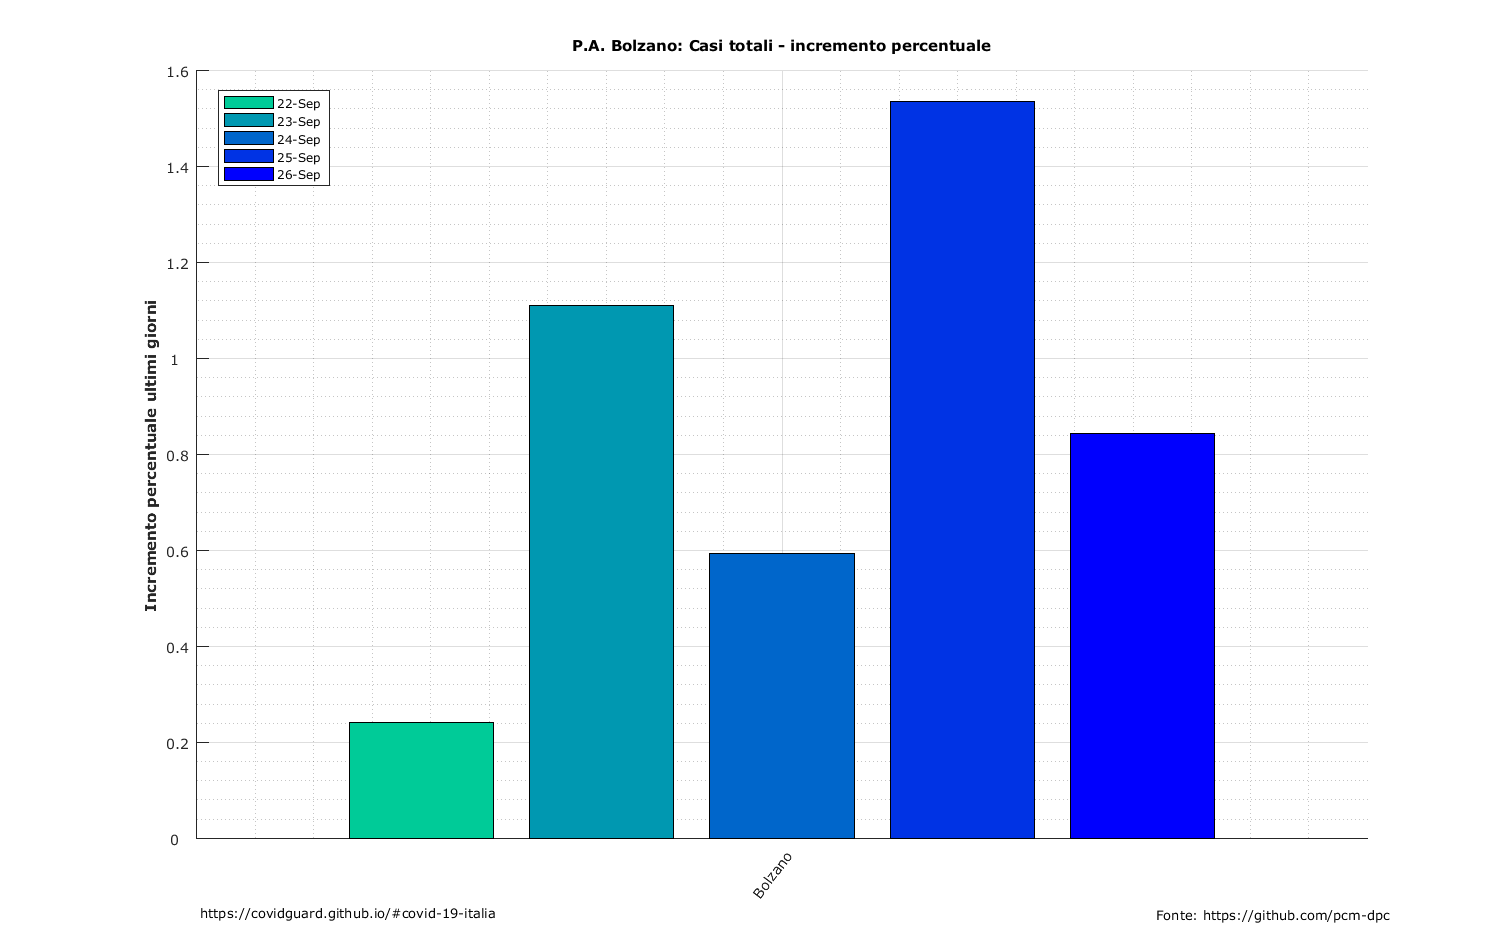 P.A. Bolzano: Casi totali - incremento percentuale
1.6
1.4
1.2
1
0.8
0.6
0.4
0.2
0
Incremento percentuale ultimi giorni
22-Sep
23-Sep
24-Sep
25-Sep
26-Sep
Bolzano
https://covidguard.github.io/#covid-19-italia
Fonte: https://github.com/pcm-dpc